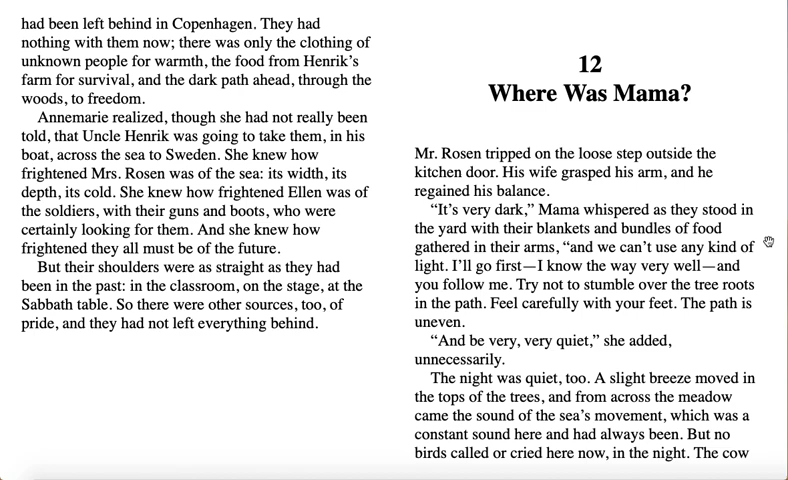 had been left behind in Copenhagen. They had
nothing with them now; there was only the clothing of
unknown people for warmth, the food from Henrik’s
farm for survival, and the dark path ahead, through the
woods, to freedom.
Annemarie realized, though she had not really been
told, that Uncle Henrik was going to take them, in his
boat, across the sea to Sweden. She knew how
frightened Mrs. Rosen was of the sea: its width, its
depth, its cold. She knew how frightened Ellen was of
the soldiers, with their guns and boots, who were
certainly looking for them. And she knew how
frightened they all must be of the future.
But their shoulders were as straight as they had
been in the past: in the classroom, on the stage, at the
Sabbath table. So there were other sources, too, of
pride, and they had not left everything behind.
12
Where Was Mama?
Mr. Rosen tripped on the loose step outside the
kitchen door. His wife grasped his arm, and he
regained his balance.
“It’s very dark,” Mama whispered as they stood in
the yard with their blankets and bundles of food
gathered in their arms, “and we can’t use any kind of
light. I’ll go first—I know the way very well—and
you follow me. Try not to stumble over the tree roots
in the path. Feel carefully with your feet. The path is
uneven.
“And be very, very quiet,” she added,
unnecessarily.
The night was quiet, too. A slight breeze moved in
the tops of the trees, and from across the meadow
came the sound of the sea’s movement, which was a
constant sound here and had always been. But no
birds called or cried here now, in the night. The cow